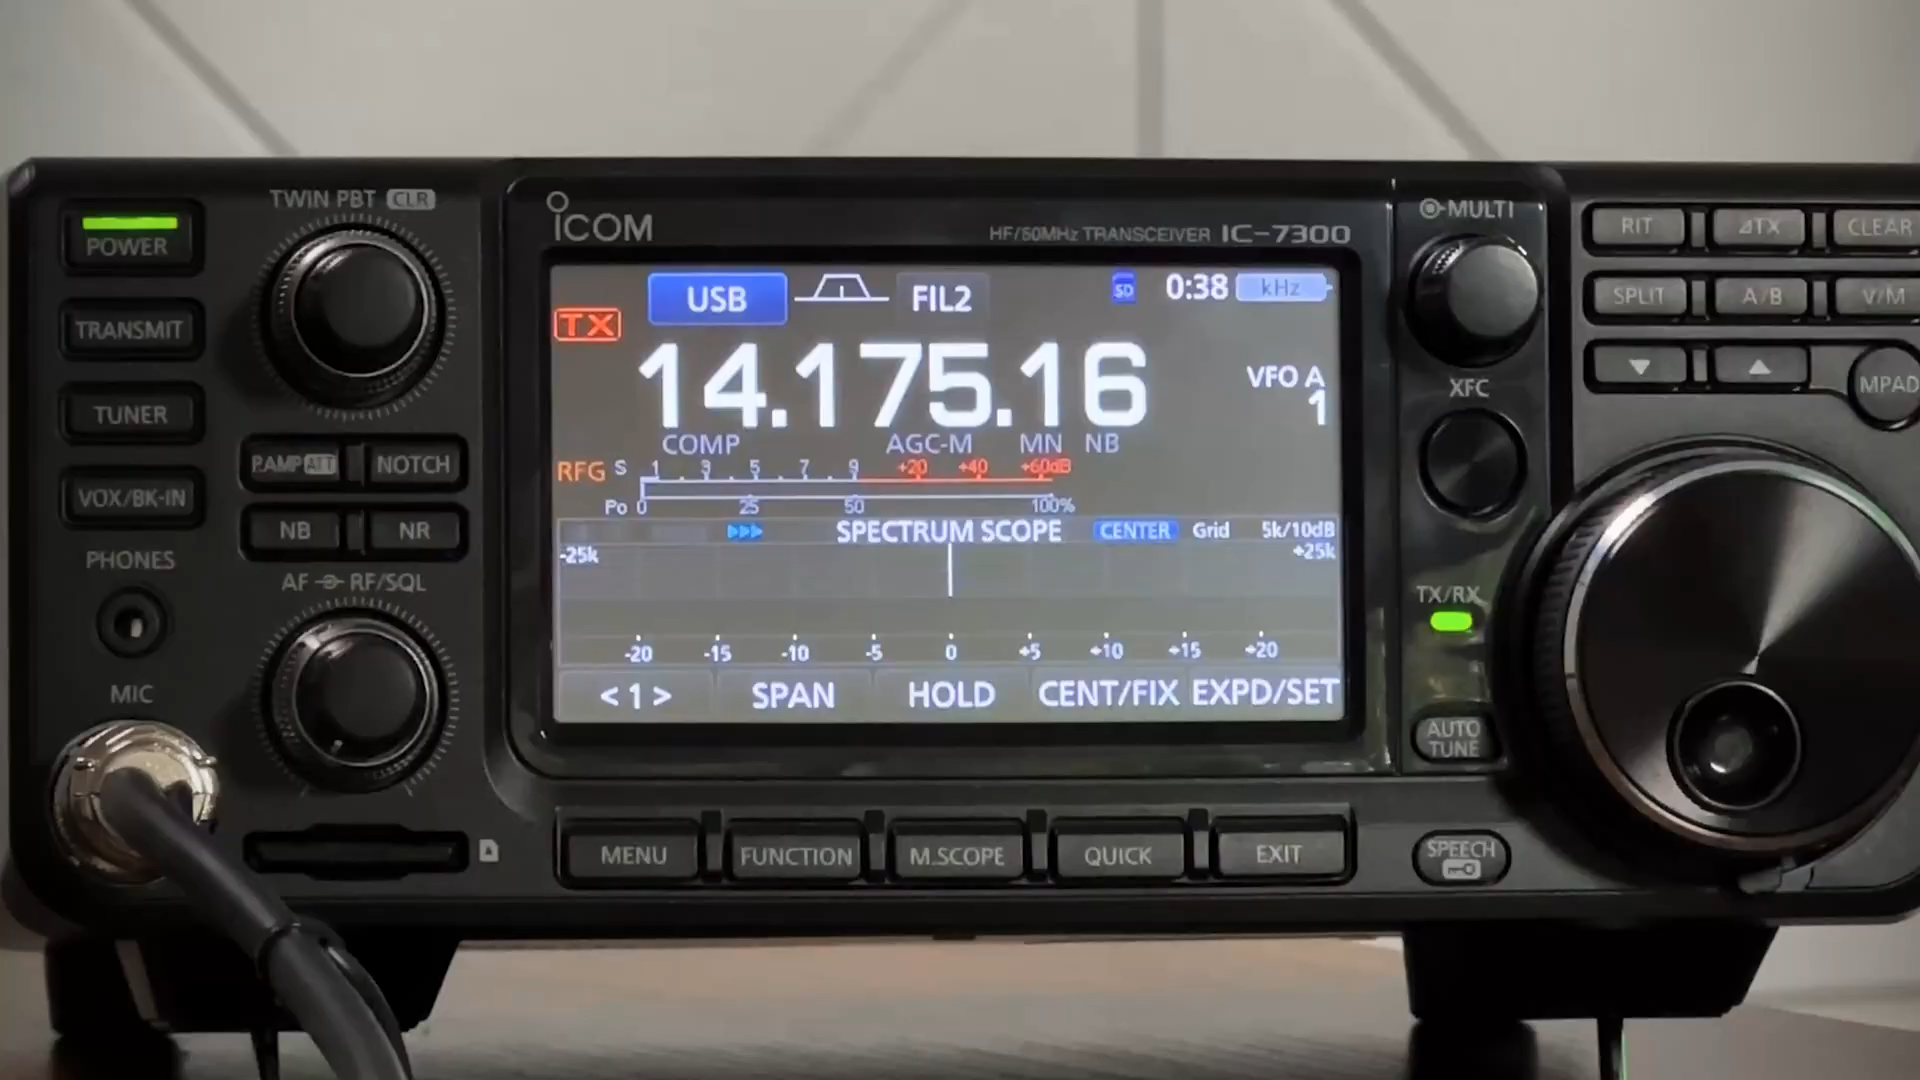 TWIN PBT CLR
POWER
TRANSMIT
TUNER
VOX/BK-IN
PHONES
MIC
P.AMP ATT
NOTCH
NB
NR
AF RF/SQL
ICOM
HF/50MHz TRANSCEIVER IC-7300
USB FIL2 SD 0:38 kHz
TX
14.175.16
VFO A
1
COMP AGC-M MN NB
RFG S 1 3 5 7 9 +20 +40 +60dB
Po 0 25 50 100%
SPECTRUM SCOPE CENTER Grid 5k/10dB
-25k +25k
-20 -15 -10 -5 0 +5 +10 +15 +20
<1> SPAN HOLD CENT/FIX EXPD/SET
MENU FUNCTION M.SCOPE QUICK EXIT
MULTI
XFC
TX/RX
AUTO
TUNE
SPEECH
RIT ⊿TX CLEAR
SPLIT A/B V/M
MPAD